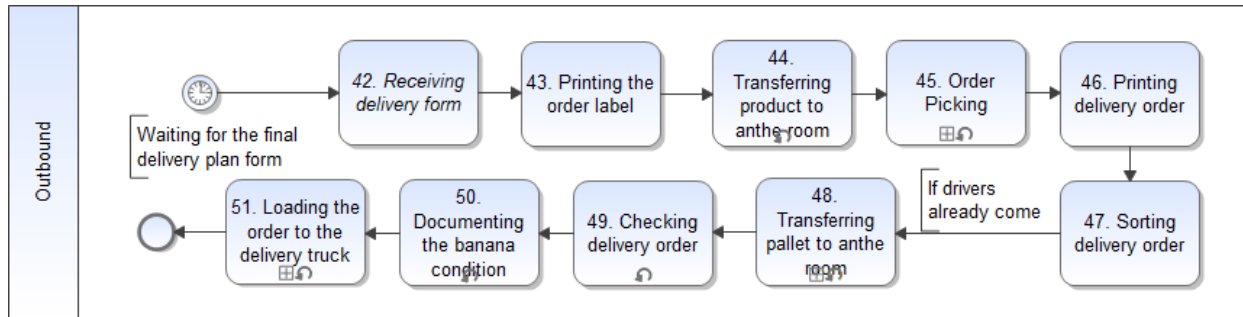 Outbound
Waiting for the final
delivery plan form
42. Receiving
delivery form
43. Printing the
order label
44.
Transferring
product to
anthe room
45. Order
Picking
46. Printing
delivery order
47. Sorting
delivery order
If drivers
already come
48.
Transferring
pallet to anthe
room
49. Checking
delivery order
50.
Documenting
the banana
condition
51. Loading the
order to the
delivery truck